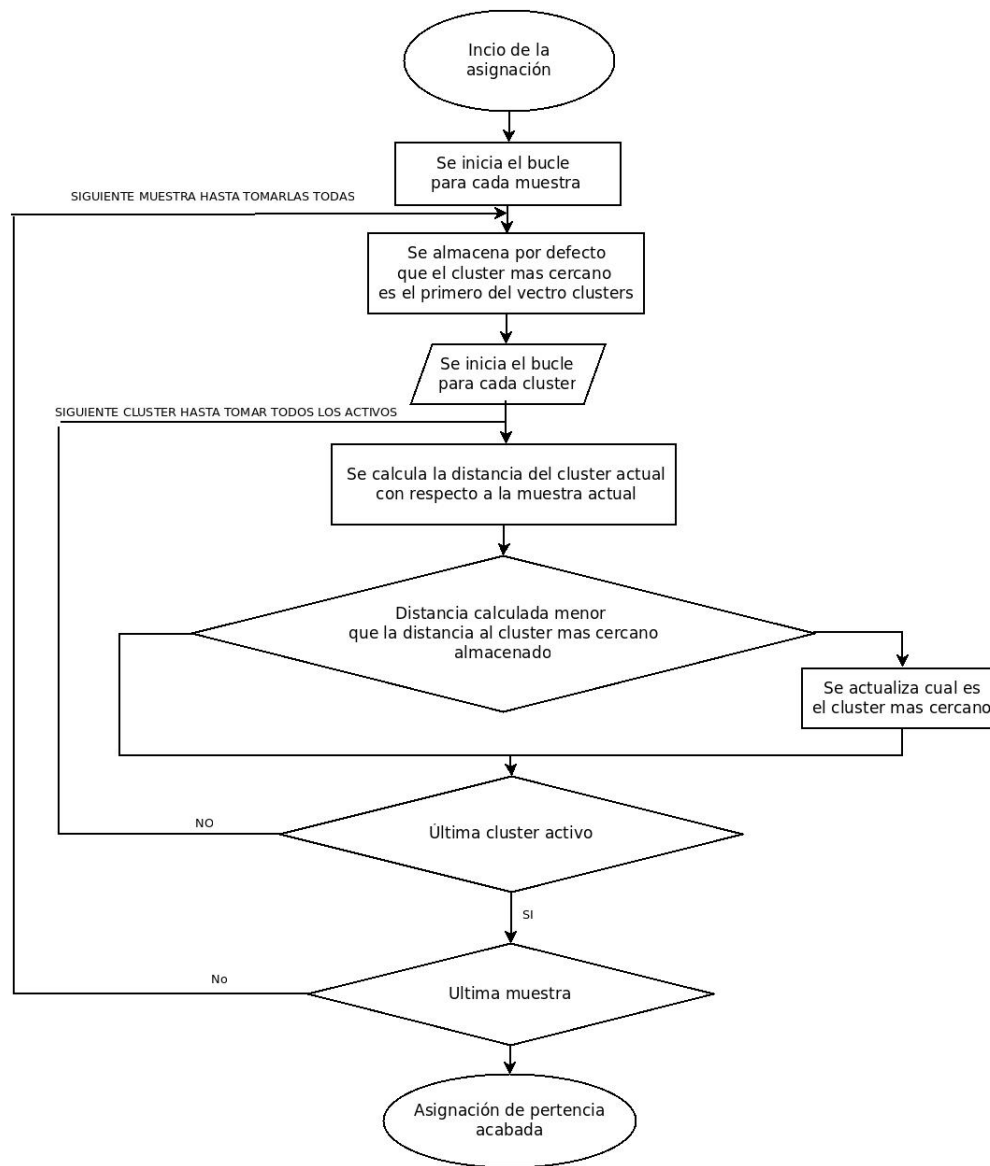 Incio de la
asignación
Se inicia el bucle
para cada muestra
SIGUIENTE MUESTRA HASTA TOMARLAS TODAS
Se almacena por defecto
que el cluster mas cercano
es el primero del vectro clusters
Se inicia el bucle
para cada cluster
SIGUIENTE CLUSTER HASTA TOMAR TODOS LOS ACTIVOS
Se calcula la distancia del cluster actual
con respecto a la muestra actual
Distancia calculada menor
que la distancia al cluster mas cercano
almacenado
Se actualiza cual es
el cluster mas cercano
NO
Última cluster activo
SI
No
Ultima muestra
Asignación de pertencia
acabada